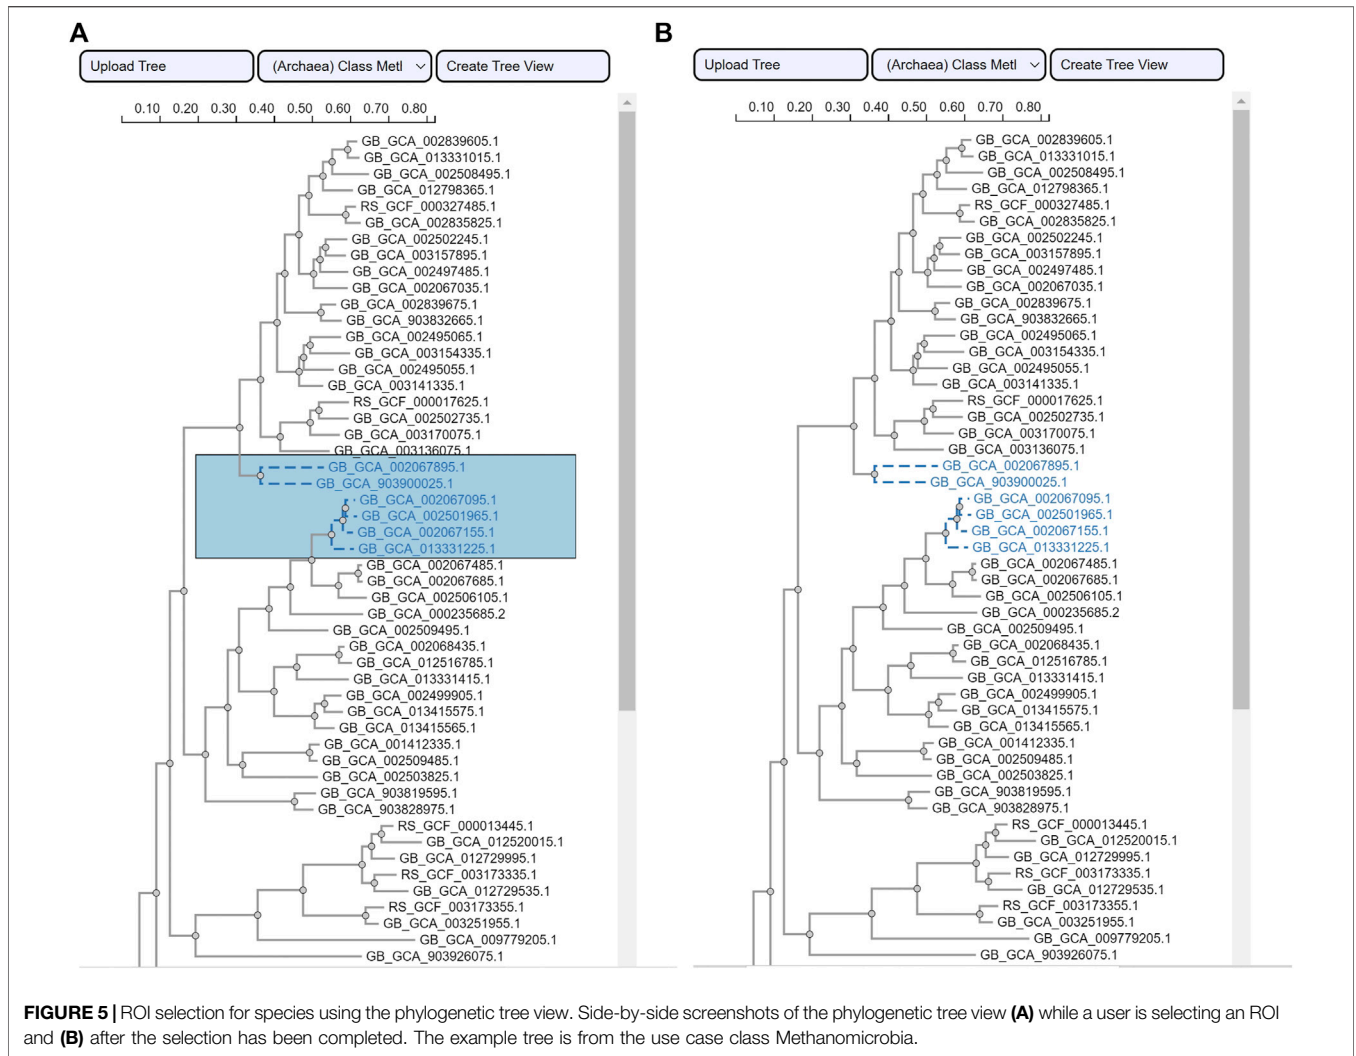 A
Upload Tree
(Archaea) Class Metl
Create Tree View
0.10 0.20 0.30 0.40 0.50 0.60 0.70 0.80
GB_GCA_002839605.1
GB_GCA_013331015.1
GB_GCA_002508495.1
GB_GCA_012798365.1
RS_GCF_000327485.1
GB_GCA_002835825.1
GB_GCA_002502245.1
GB_GCA_003157895.1
GB_GCA_002497485.1
GB_GCA_002067035.1
GB_GCA_002839675.1
GB_GCA_903832665.1
GB_GCA_002495065.1
GB_GCA_003154335.1
GB_GCA_002495055.1
GB_GCA_003141335.1
RS_GCF_000017625.1
GB_GCA_002502735.1
GB_GCA_003170075.1
GB_GCA_003136075.1
GB_GCA_002067895.1
GB_GCA_903900025.1
GB_GCA_002067095.1
GB_GCA_002501965.1
GB_GCA_002067155.1
GB_GCA_013331225.1
GB_GCA_002067485.1
GB_GCA_002067685.1
GB_GCA_002506105.1
GB_GCA_000235685.2
GB_GCA_002509495.1
GB_GCA_002068435.1
GB_GCA_012516785.1
GB_GCA_013331415.1
GB_GCA_002499905.1
GB_GCA_013415575.1
GB_GCA_013415565.1
GB_GCA_001412335.1
GB_GCA_002509485.1
GB_GCA_002503825.1
GB_GCA_903819595.1
GB_GCA_903828975.1
RS_GCF_000013445.1
GB_GCA_012520015.1
GB_GCA_012729995.1
RS_GCF_003173335.1
GB_GCA_012729535.1
RS_GCF_003173355.1
GB_GCA_003251955.1
GB_GCA_009779205.1
GB_GCA_903926075.1
B
Upload Tree
(Archaea) Class Metl
Create Tree View
0.10 0.20 0.30 0.40 0.50 0.60 0.70 0.80
GB_GCA_002839605.1
GB_GCA_013331015.1
GB_GCA_002508495.1
GB_GCA_012798365.1
RS_GCF_000327485.1
GB_GCA_002835825.1
GB_GCA_002502245.1
GB_GCA_003157895.1
GB_GCA_002497485.1
GB_GCA_002067035.1
GB_GCA_002839675.1
GB_GCA_903832665.1
GB_GCA_002495065.1
GB_GCA_003154335.1
GB_GCA_002495055.1
GB_GCA_003141335.1
RS_GCF_000017625.1
GB_GCA_002502735.1
GB_GCA_003170075.1
GB_GCA_003136075.1
GB_GCA_002067895.1
GB_GCA_903900025.1
GB_GCA_002067095.1
GB_GCA_002501965.1
GB_GCA_002067155.1
GB_GCA_013331225.1
GB_GCA_002067485.1
GB_GCA_002067685.1
GB_GCA_002506105.1
GB_GCA_000235685.2
GB_GCA_002509495.1
GB_GCA_002068435.1
GB_GCA_012516785.1
GB_GCA_013331415.1
GB_GCA_002499905.1
GB_GCA_013415575.1
GB_GCA_013415565.1
GB_GCA_001412335.1
GB_GCA_002509485.1
GB_GCA_002503825.1
GB_GCA_903819595.1
GB_GCA_903828975.1
RS_GCF_000013445.1
GB_GCA_012520015.1
GB_GCA_012729995.1
RS_GCF_003173335.1
GB_GCA_012729535.1
RS_GCF_003173355.1
GB_GCA_003251955.1
GB_GCA_009779205.1
GB_GCA_903926075.1
FIGURE 5 | ROI selection for species using the phylogenetic tree view. Side-by-side screenshots of the phylogenetic tree view (A) while a user is selecting an ROI
and (B) after the selection has been completed. The example tree is from the use case class Methanomicrobia.